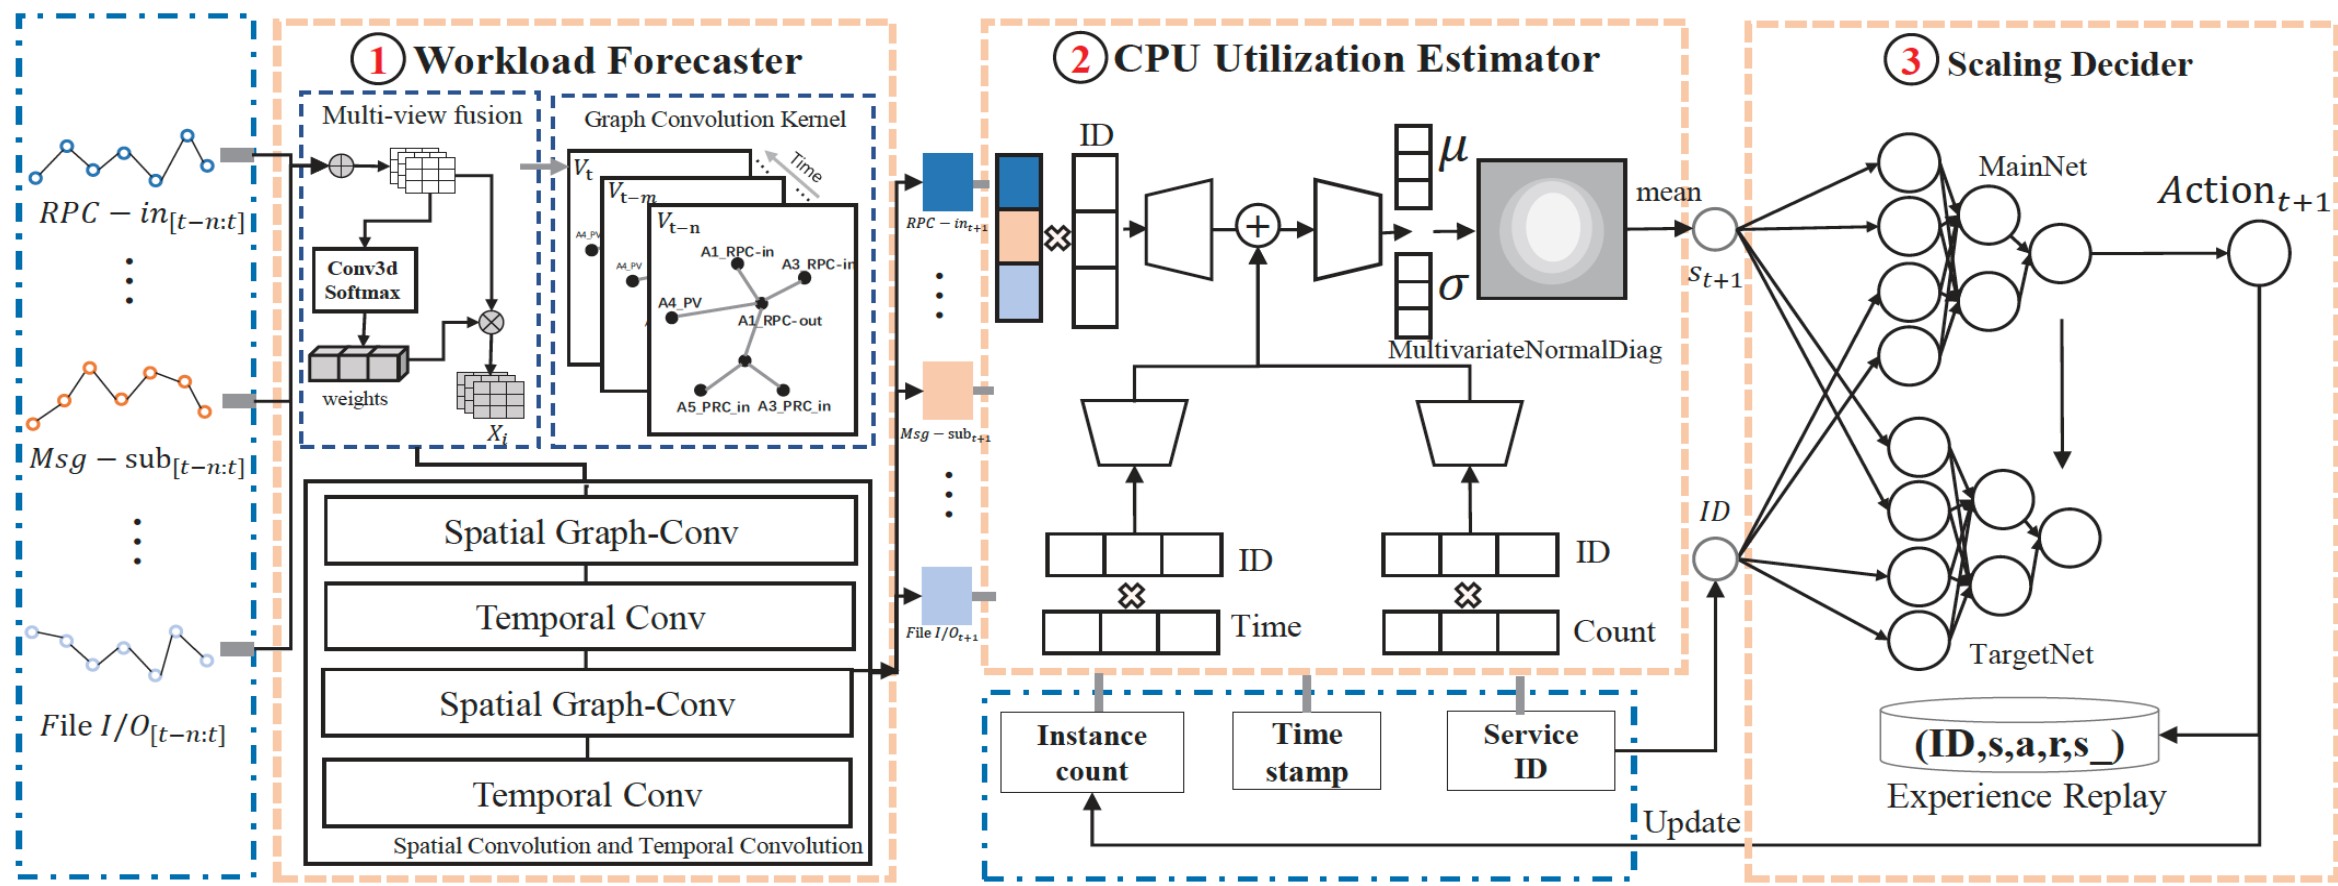 RPC − in[t−n:t]
Msg − sub[t−n:t]
File I/O[t−n:t]
1 Workload Forecaster
Multi-view fusion
Conv3d
Softmax
weights
Xi
Graph Convolution Kernel
Time
Vt
Vt−m
Vt−n
A4_PV
A4_PV
A1_RPC-in
A3_RPC-in
A4_PV
A1_RPC-out
A5_PRC_in
A3_PRC_in
Spatial Graph-Conv
Temporal Conv
Spatial Graph-Conv
Temporal Conv
Spatial Convolution and Temporal Convolution
RPC − int+1
Msg − subt+1
File I/Ot+1
2 CPU Utilization Estimator
ID
μ
σ
MultivariateNormalDiag
mean
ID
Time
ID
Count
Instance
count
Time
stamp
Service
ID
Update
3 Scaling Decider
st+1
ID
MainNet
Actiont+1
TargetNet
(ID,s,a,r,s_)
Experience Replay